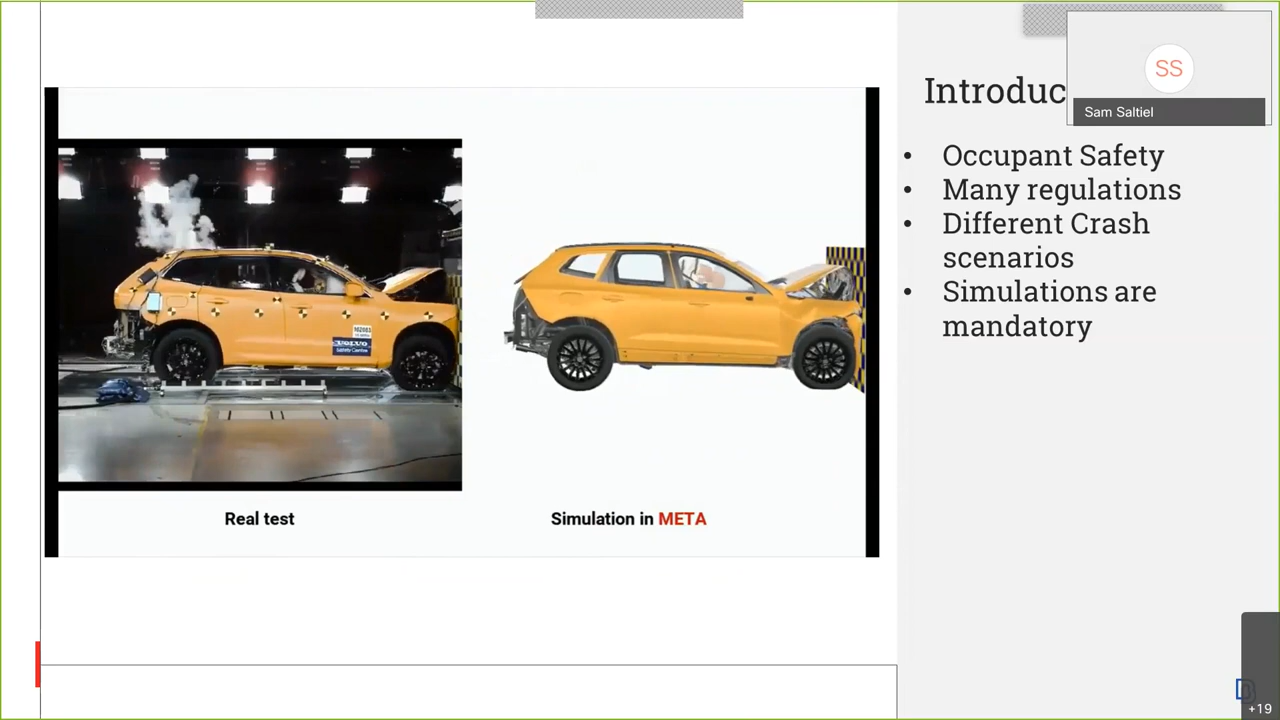 Introduc
SS
Sam Saltiel
• Occupant Safety
• Many regulations
• Different Crash
scenarios
• Simulations are
mandatory
VOLVO
Real test
Simulation in META
+19